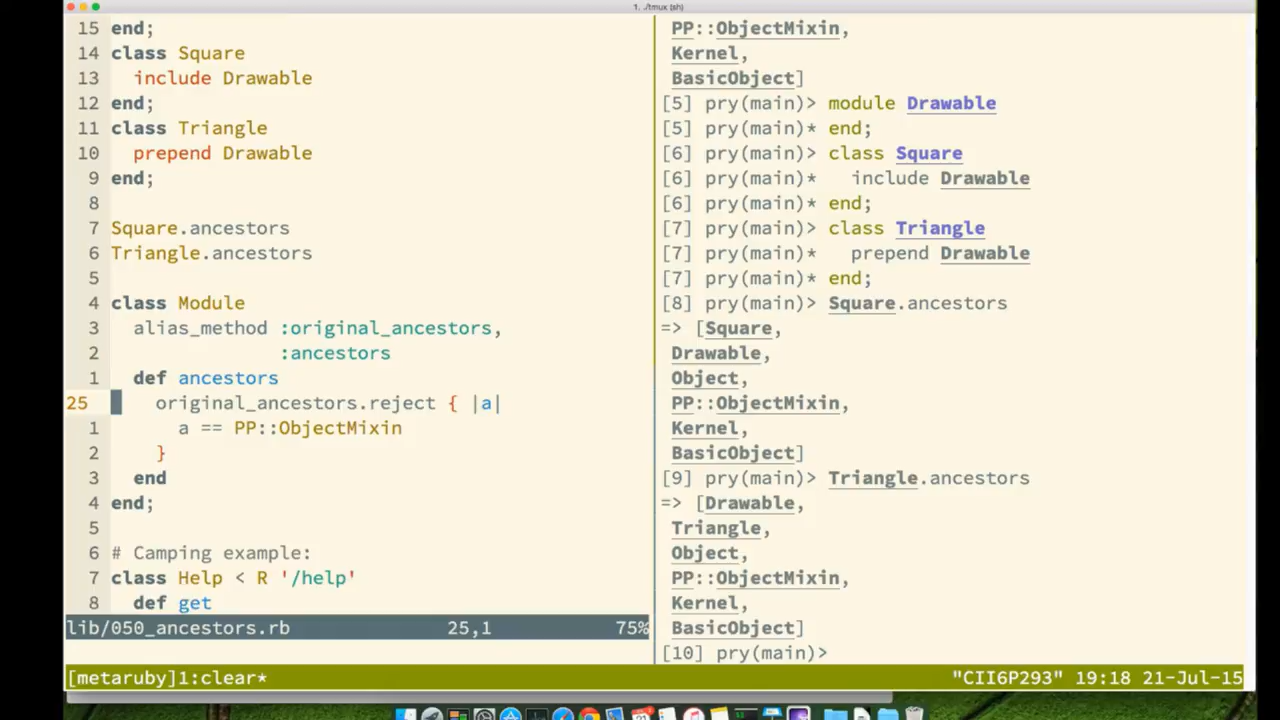 1. ./tmux (sh)
15 end;
14 class Square
13 include Drawable
12 end;
11 class Triangle
10 prepend Drawable
9 end;
8
7 Square.ancestors
6 Triangle.ancestors
5
4 class Module
3 alias_method :original_ancestors,
2 :ancestors
1 def ancestors
25 original_ancestors.reject { |a|
1 a == PP::ObjectMixin
2 }
3 end
4 end;
5
6 # Camping example:
7 class Help < R '/help'
8 def get
lib/050_ancestors.rb 25,1 75%
PP::ObjectMixin,
Kernel,
BasicObject]
[5] pry(main)> module Drawable
[5] pry(main)* end;
[6] pry(main)> class Square
[6] pry(main)* include Drawable
[6] pry(main)* end;
[7] pry(main)> class Triangle
[7] pry(main)* prepend Drawable
[7] pry(main)* end;
[8] pry(main)> Square.ancestors
=> [Square,
Drawable,
Object,
PP::ObjectMixin,
Kernel,
BasicObject]
[9] pry(main)> Triangle.ancestors
=> [Drawable,
Triangle,
Object,
PP::ObjectMixin,
Kernel,
BasicObject]
[10] pry(main)>
[metaruby]1:clear* "CII6P293" 19:18 21-Jul-15